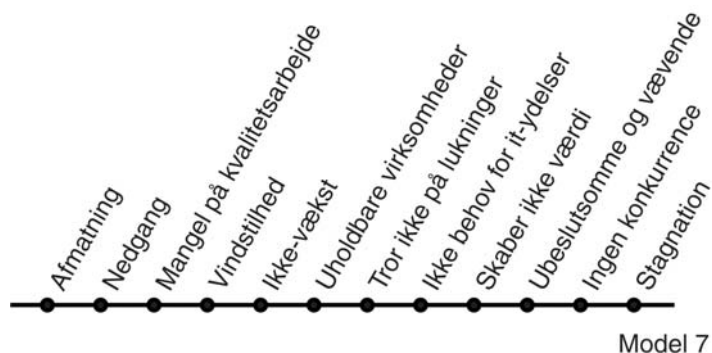 Afmatning
Nedgang
Mangel på kvalitetsarbejde
Vindstilhed
Ikke-vækst
Uholdbare virksomheder
Tror ikke på lukninger
Ikke behov for it-ydelser
Skaber ikke værdi
Ubeslutsomme og vævende
Ingen konkurrence
Stagnation
Model 7